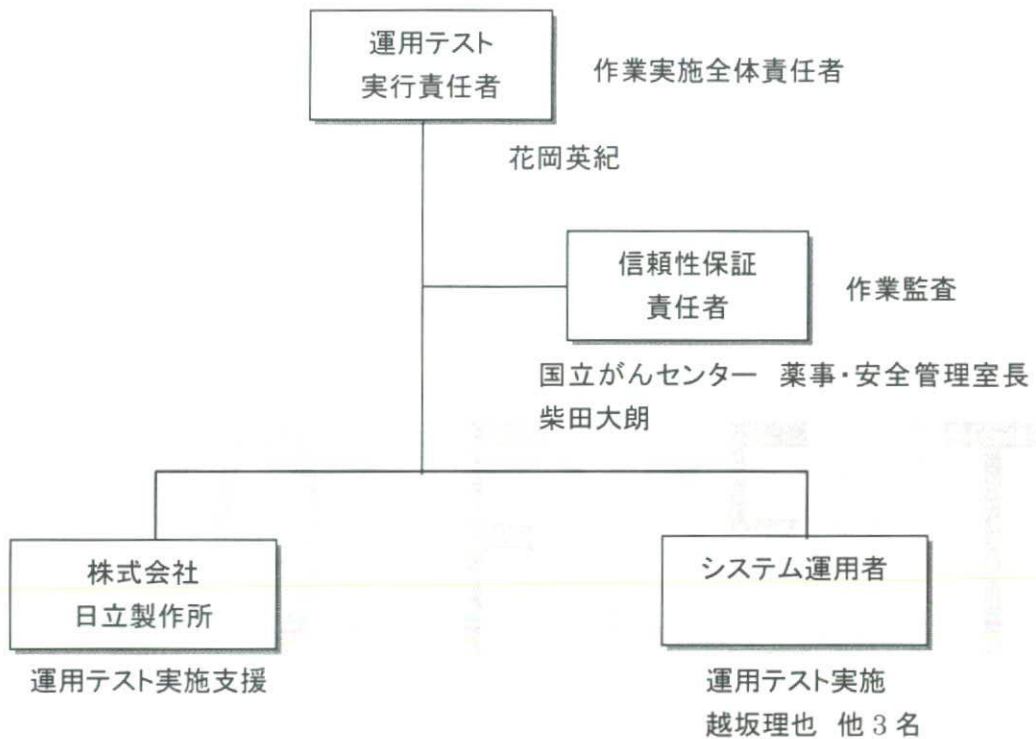 運用テスト
実行責任者
作業実施全体責任者
花岡英紀
信頼性保証
責任者
作業監査
国立がんセンター 薬事・安全管理室長
柴田大朗
株式会社
日立製作所
運用テスト実施支援
システム運用者
運用テスト実施
越坂理也 他3名